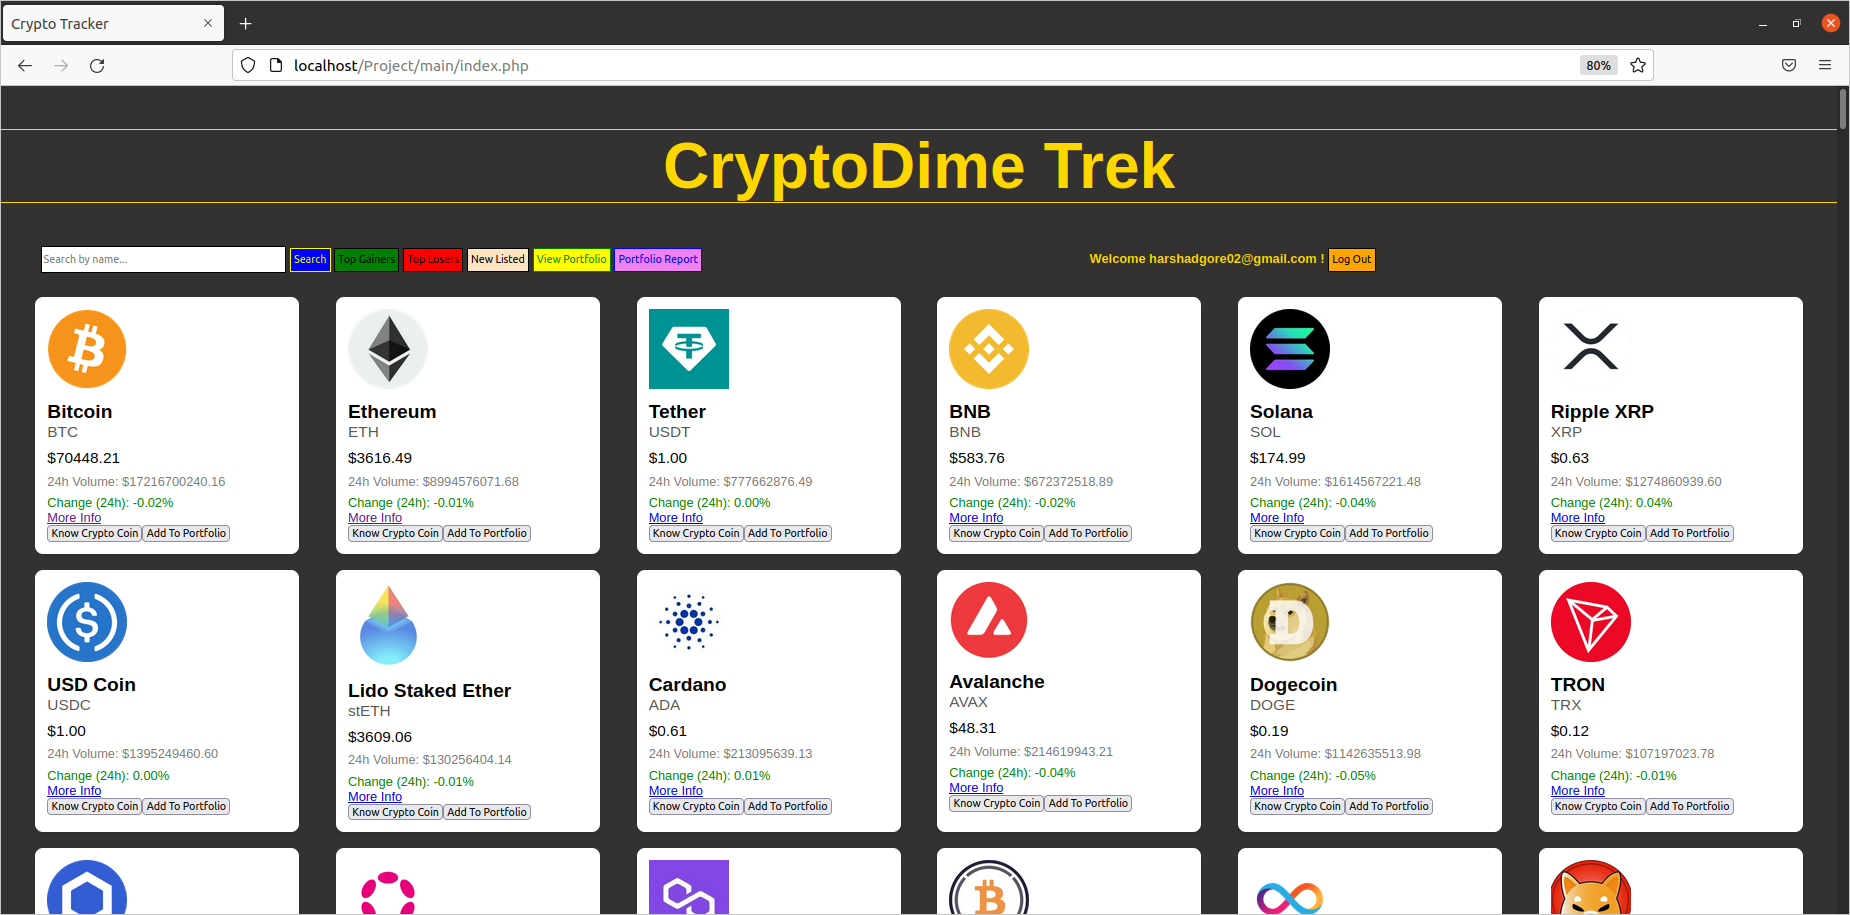 Crypto Tracker
localhost/Project/main/index.php
80%
CryptoDime Trek
Search by name...
Search
Top Gainers
Top Losers
New Listed
View Portfolio
Portfolio Report
Welcome harshadgore02@gmail.com !
Log Out
Bitcoin
BTC
$70448.21
24h Volume: $17216700240.16
Change (24h): -0.02%
More Info
Know Crypto Coin
Add To Portfolio
Ethereum
ETH
$3616.49
24h Volume: $8994576071.68
Change (24h): -0.01%
More Info
Know Crypto Coin
Add To Portfolio
Tether
USDT
$1.00
24h Volume: $777662876.49
Change (24h): 0.00%
More Info
Know Crypto Coin
Add To Portfolio
BNB
BNB
$583.76
24h Volume: $672372518.89
Change (24h): -0.02%
More Info
Know Crypto Coin
Add To Portfolio
Solana
SOL
$174.99
24h Volume: $1614567221.48
Change (24h): -0.04%
More Info
Know Crypto Coin
Add To Portfolio
Ripple XRP
XRP
$0.63
24h Volume: $1274860939.60
Change (24h): 0.04%
More Info
Know Crypto Coin
Add To Portfolio
USD Coin
USDC
$1.00
24h Volume: $1395249460.60
Change (24h): 0.00%
More Info
Know Crypto Coin
Add To Portfolio
Lido Staked Ether
stETH
$3609.06
24h Volume: $130256404.14
Change (24h): -0.01%
More Info
Know Crypto Coin
Add To Portfolio
Cardano
ADA
$0.61
24h Volume: $213095639.13
Change (24h): 0.01%
More Info
Know Crypto Coin
Add To Portfolio
Avalanche
AVAX
$48.31
24h Volume: $214619943.21
Change (24h): -0.04%
More Info
Know Crypto Coin
Add To Portfolio
Dogecoin
DOGE
$0.19
24h Volume: $1142635513.98
Change (24h): -0.05%
More Info
Know Crypto Coin
Add To Portfolio
TRON
TRX
$0.12
24h Volume: $107197023.78
Change (24h): -0.01%
More Info
Know Crypto Coin
Add To Portfolio